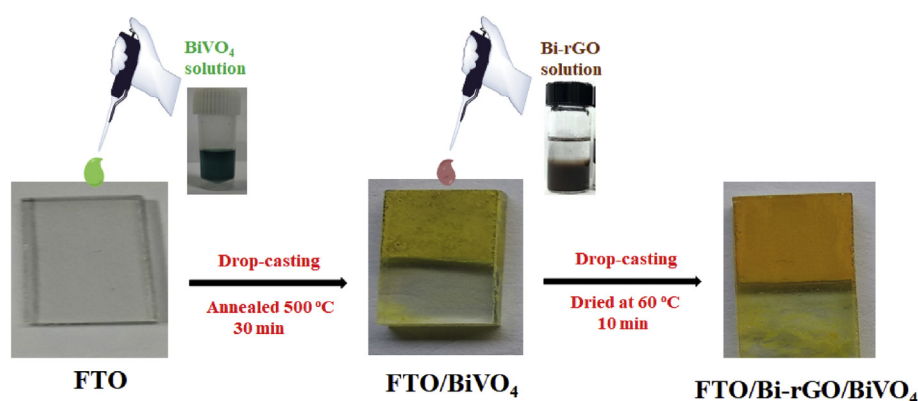 BiVO₄
solution
Bi-rGO
solution
Drop-casting
Annealed 500 ºC
30 min
Drop-casting
Dried at 60 ºC
10 min
FTO
FTO/BiVO₄
FTO/Bi-rGO/BiVO₄